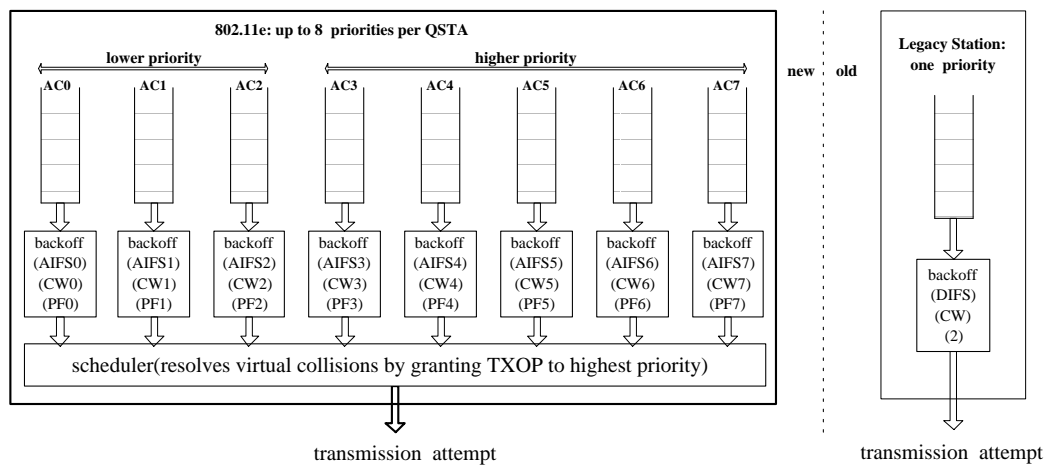 802.11e: up to 8 priorities per QSTA
lower priority
higher priority
AC0 AC1 AC2 AC3 AC4 AC5 AC6 AC7
backoff backoff backoff backoff backoff backoff backoff backoff
(AIFS0) (AIFS1) (AIFS2) (AIFS3) (AIFS4) (AIFS5) (AIFS6) (AIFS7)
(CW0) (CW1) (CW2) (CW3) (CW4) (CW5) (CW6) (CW7)
(PF0) (PF1) (PF2) (PF3) (PF4) (PF5) (PF6) (PF7)
scheduler(resolves virtual collisions by granting TXOP to highest priority)
transmission attempt
new old
Legacy Station:
one priority
backoff
(DIFS)
(CW)
(2)
transmission attempt